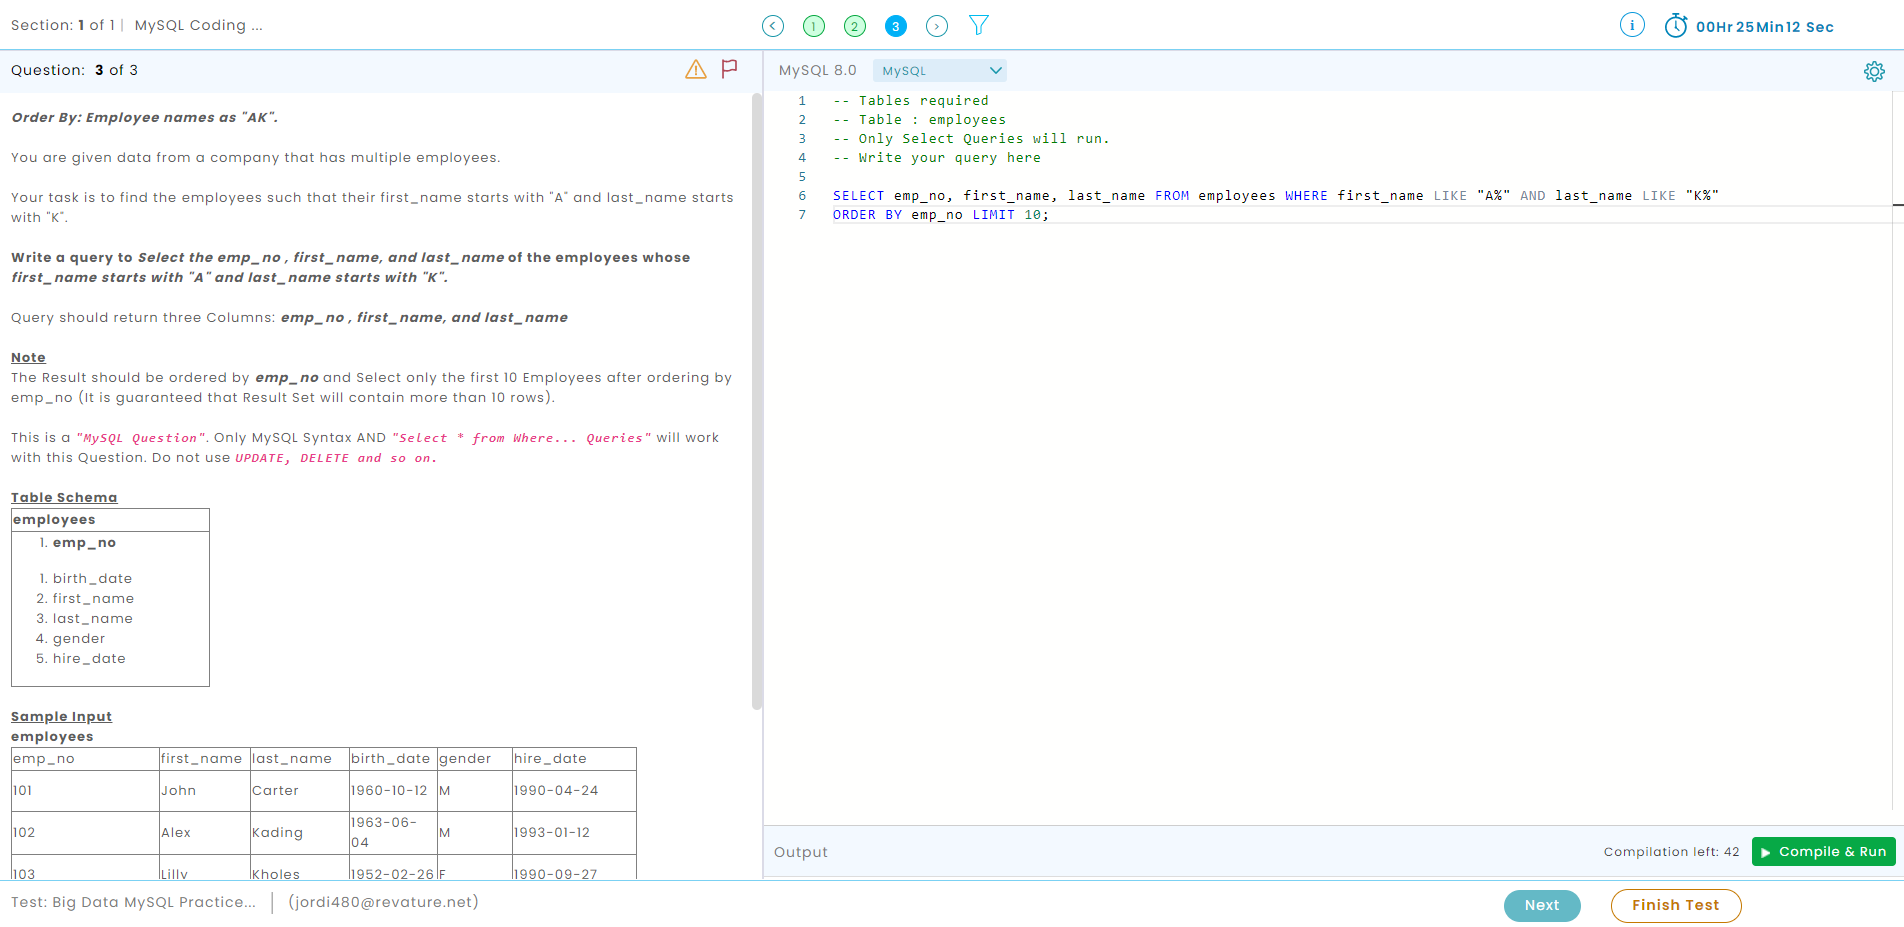 Section: 1 of 1 | MySQL Coding ...
1 2 3
i 00Hr 25Min12 Sec
Question: 3 of 3
Order By: Employee names as "AK".
You are given data from a company that has multiple employees.
Your task is to find the employees such that their first_name starts with "A" and last_name starts
with "K".
Write a query to Select the emp_no , first_name, and last_name of the employees whose
first_name starts with "A" and last_name starts with "K".
Query should return three Columns: emp_no , first_name, and last_name
Note
The Result should be ordered by emp_no and Select only the first 10 Employees after ordering by
emp_no (It is guaranteed that Result Set will contain more than 10 rows).
This is a "MySQL Question". Only MySQL Syntax AND "Select * from Where... Queries" will work
with this Question. Do not use UPDATE, DELETE and so on.
Table Schema
employees
1. emp_no
1. birth_date
2. first_name
3. last_name
4. gender
5. hire_date
Sample Input
employees
emp_no first_name last_name birth_date gender hire_date
101 John Carter 1960-10-12 M 1990-04-24
102 Alex Kading 1963-06-04 M 1993-01-12
103 Lilly Kholes 1952-02-26 F 1990-09-27
MySQL 8.0 MySQL
1 -- Tables required
2 -- Table : employees
3 -- Only Select Queries will run.
4 -- Write your query here
5
6 SELECT emp_no, first_name, last_name FROM employees WHERE first_name LIKE "A%" AND last_name LIKE "K%"
7 ORDER BY emp_no LIMIT 10;
Output
Compilation left: 42
Compile & Run
Test: Big Data MySQL Practice... | (jordi480@revature.net)
Next
Finish Test